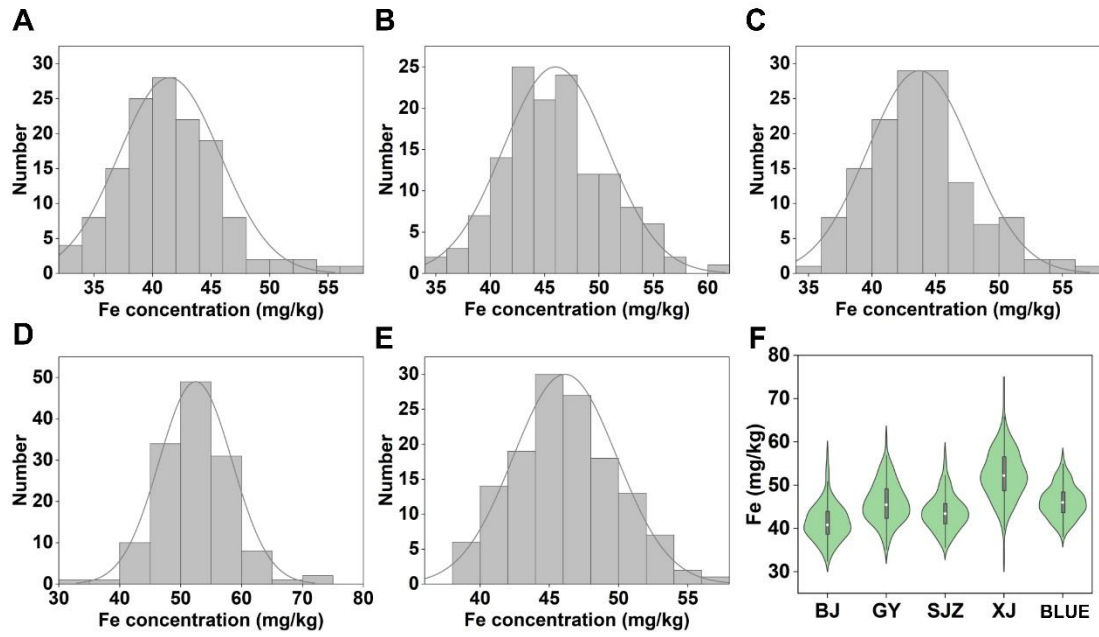 A
Number
30
25
20
15
10
5
0
35 40 45 50 55
Fe concentration (mg/kg)
B
Number
25
20
15
10
5
0
35 40 45 50 55 60
Fe concentration (mg/kg)
C
Number
30
25
20
15
10
5
0
35 40 45 50 55
Fe concentration (mg/kg)
D
Number
50
40
30
20
10
0
30 40 50 60 70 80
Fe concentration (mg/kg)
E
Number
30
25
20
15
10
5
0
40 45 50 55
Fe concentration (mg/kg)
F
Fe (mg/kg)
80
70
60
50
40
30
BJ GY SJZ XJ BLUE